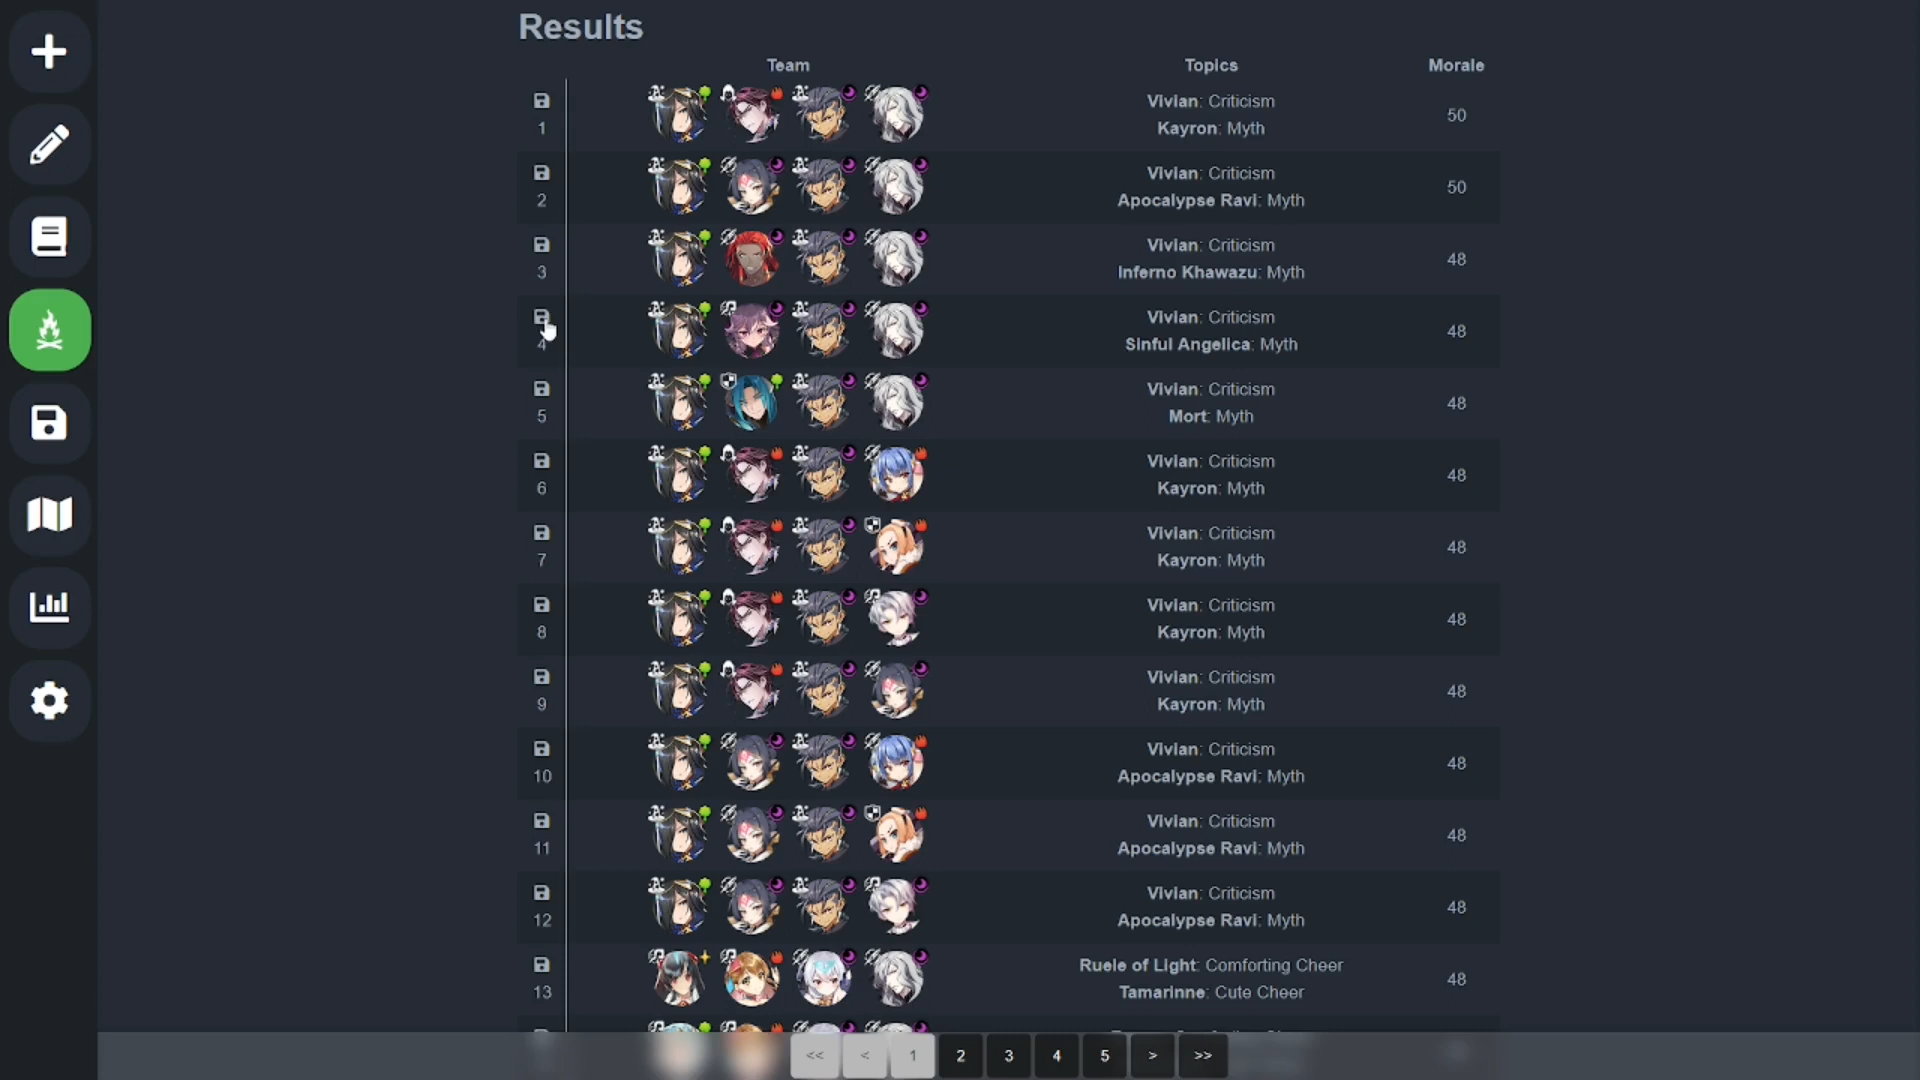 Results
Team Topics Morale
1 Vivian: Criticism 50
Kayron: Myth
2 Vivian: Criticism 50
Apocalypse Ravi: Myth
3 Vivian: Criticism 48
Inferno Khawazu: Myth
4 Vivian: Criticism 48
Sinful Angelica: Myth
5 Vivian: Criticism 48
Mort: Myth
6 Vivian: Criticism 48
Kayron: Myth
7 Vivian: Criticism 48
Kayron: Myth
8 Vivian: Criticism 48
Kayron: Myth
9 Vivian: Criticism 48
Kayron: Myth
10 Vivian: Criticism 48
Apocalypse Ravi: Myth
11 Vivian: Criticism 48
Apocalypse Ravi: Myth
12 Vivian: Criticism 48
Apocalypse Ravi: Myth
13 Ruele of Light: Comforting Cheer 48
Tamarinne: Cute Cheer
<< < 1 2 3 4 5 > >>